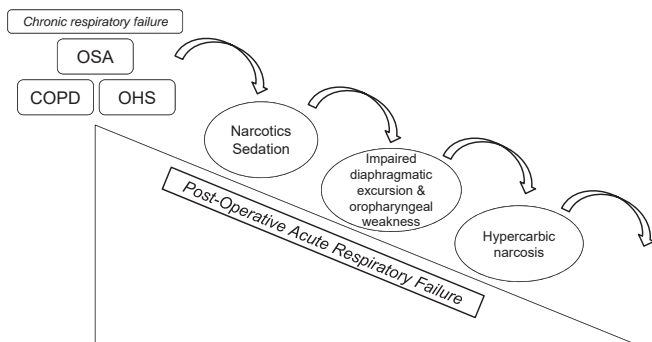 Chronic respiratory failure
OSA
COPD
OHS
Narcotics
Sedation
Impaired
diaphragmatic
excursion &
oropharyngeal
weakness
Hypercarbic
narcosis
Post-Operative Acute Respiratory Failure